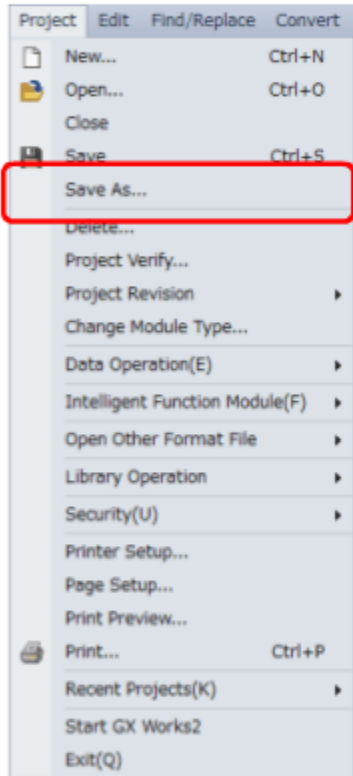 Project Edit Find/Replace Convert
New... Ctrl+N
Open... Ctrl+O
Close
Save Ctrl+S
Save As...
Delete...
Project Verify...
Project Revision
Change Module Type...
Data Operation(E)
Intelligent Function Module(F)
Open Other Format File
Library Operation
Security(U)
Printer Setup...
Page Setup...
Print Preview...
Print... Ctrl+P
Recent Projects(K)
Start GX Works2
Exit(Q)